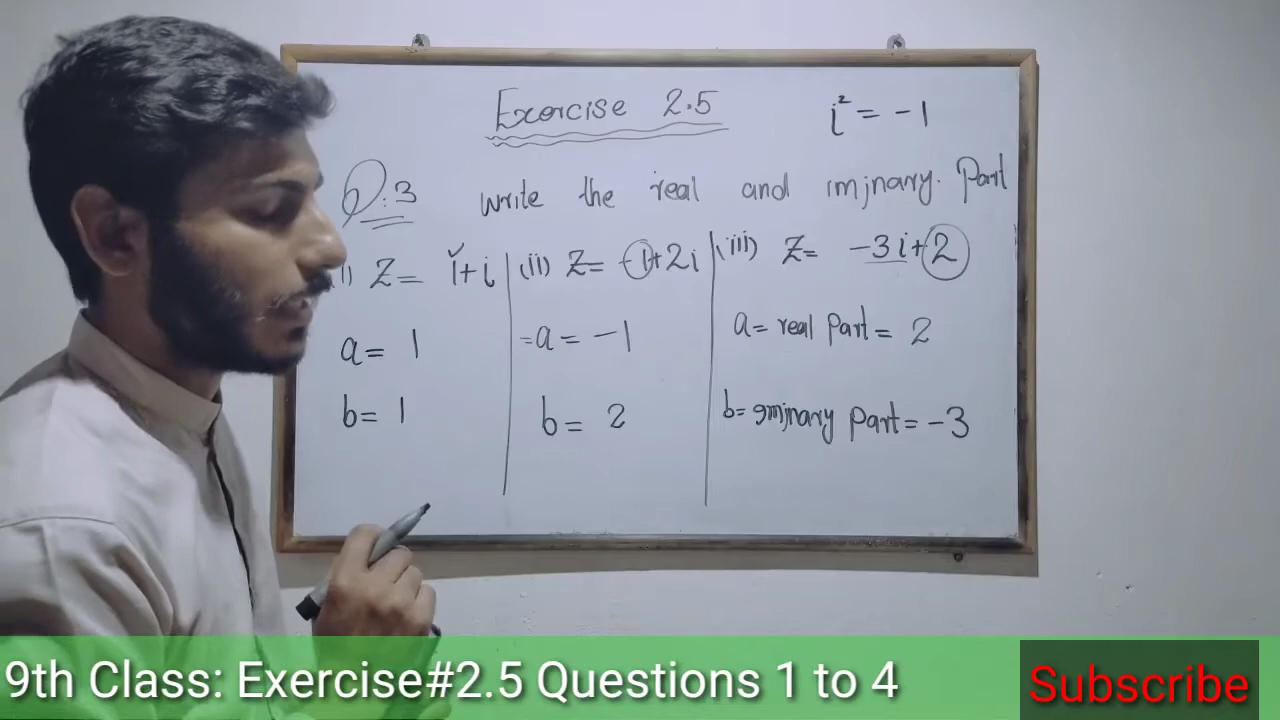 Exercise 2.5
i² = -1
Q.3 write the real and imjnary. Part
i) Z= 1+i (ii) Z= -1+2i (iii) Z= -3i+2
a= 1 =a= -1 a= real Part= 2
b= 1 b= 2 b= imjnary Part= -3
9th Class: Exercise#2.5 Questions 1 to 4
Subscribe